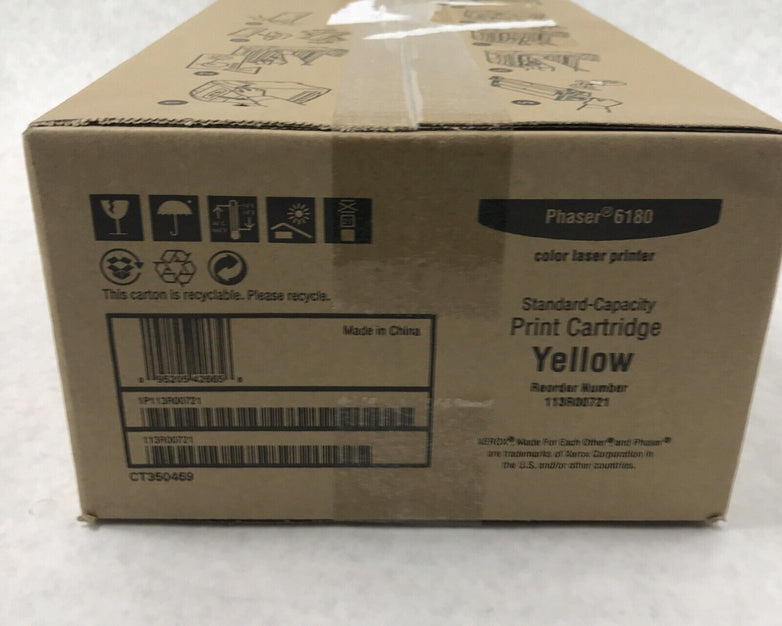 Phaser® 6180
color laser printer
Standard-Capacity
Print Cartridge
Yellow
Reorder Number
113R00721
XEROX® Made For Each Other® and Phaser®
are trademarks of Xerox Corporation in
the U.S. and/or other countries.
This carton is recyclable. Please recycle.
Made in China
1P113R00721
113R00721
CT350459